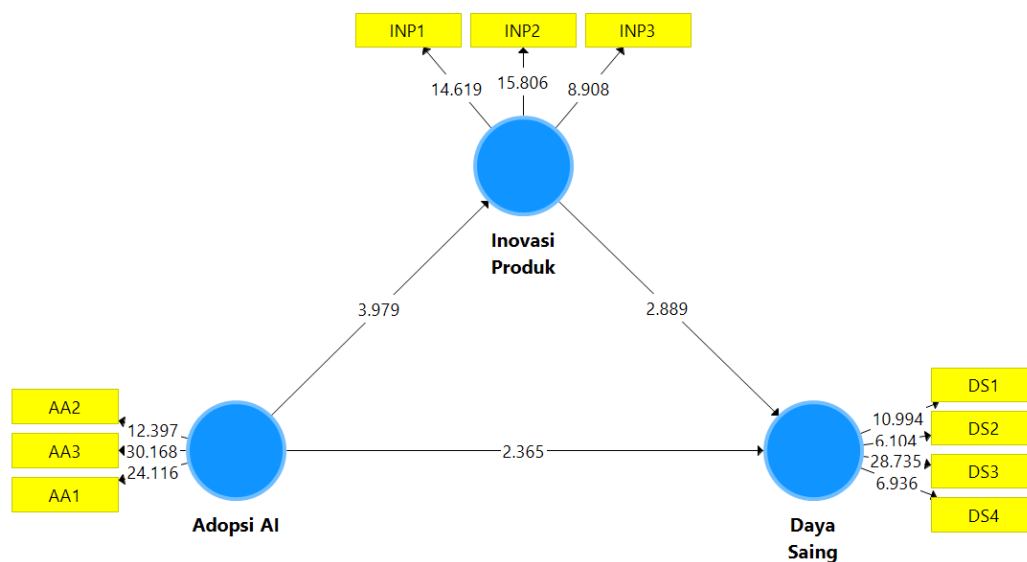 INP1
INP2
INP3
14.619
15.806
8.908
Inovasi
Produk
3.979
2.889
AA2
AA3
AA1
12.397
30.168
24.116
Adopsi AI
2.365
Daya
Saing
10.994
6.104
28.735
6.936
DS1
DS2
DS3
DS4